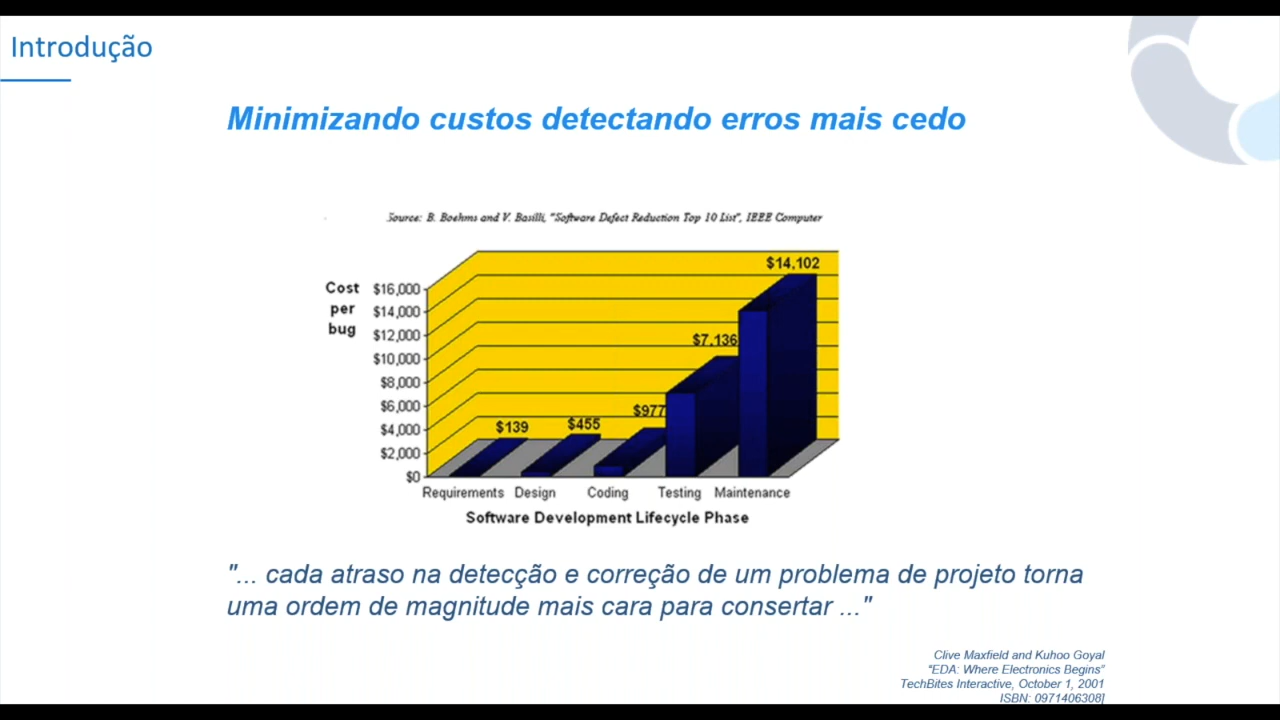 Introdução
Minimizando custos detectando erros mais cedo
Source: B. Boehms and V. Basilli, "Software Defect Reduction Top 10 List", IEEE Computer
Cost
per
bug
$16,000
$14,000
$12,000
$10,000
$8,000
$6,000
$4,000
$2,000
$0
$139
$455
$977
$7,136
$14,102
Requirements Design Coding Testing Maintenance
Software Development Lifecycle Phase
"... cada atraso na detecção e correção de um problema de projeto torna
uma ordem de magnitude mais cara para consertar ..."
Clive Maxfield and Kuhoo Goyal
“EDA: Where Electronics Begins”
TechBites Interactive, October 1, 2001
ISBN: 0971406308]